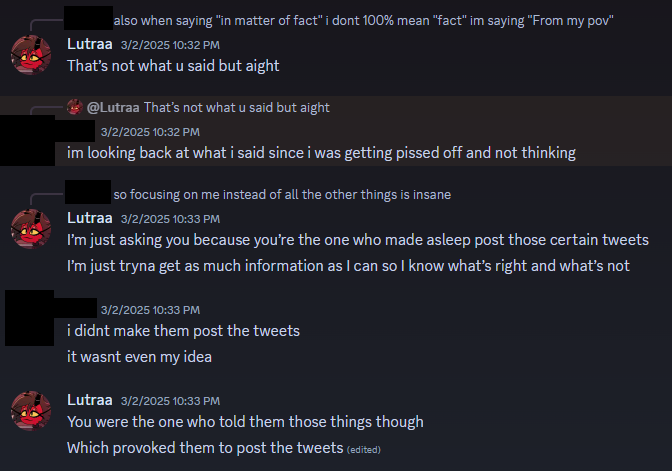 also when saying "in matter of fact" i dont 100% mean "fact" im saying "From my pov"
Lutraa 3/2/2025 10:32 PM
That's not what u said but aight
@Lutraa That's not what u said but aight
3/2/2025 10:32 PM
im looking back at what i said since i was getting pissed off and not thinking
so focusing on me instead of all the other things is insane
Lutraa 3/2/2025 10:33 PM
I'm just asking you because you're the one who made asleep post those certain tweets
I'm just tryna get as much information as I can so I know what's right and what's not
3/2/2025 10:33 PM
i didnt make them post the tweets
it wasnt even my idea
Lutraa 3/2/2025 10:33 PM
You were the one who told them those things though
Which provoked them to post the tweets (edited)